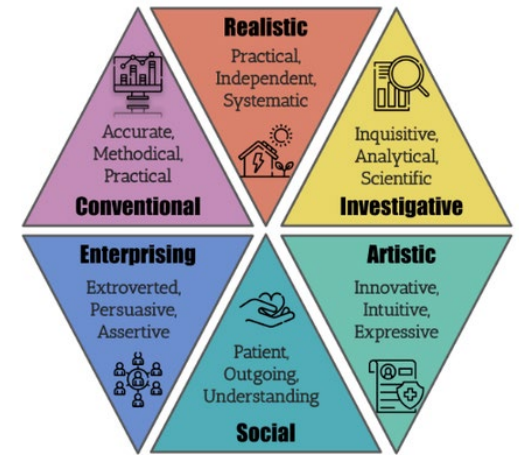 Realistic
Practical,
Independent,
Systematic
Accurate,
Methodical,
Practical
Conventional
Inquisitive,
Analytical,
Scientific
Investigative
Enterprising
Extroverted,
Persuasive,
Assertive
Patient,
Outgoing,
Understanding
Social
Artistic
Innovative,
Intuitive,
Expressive